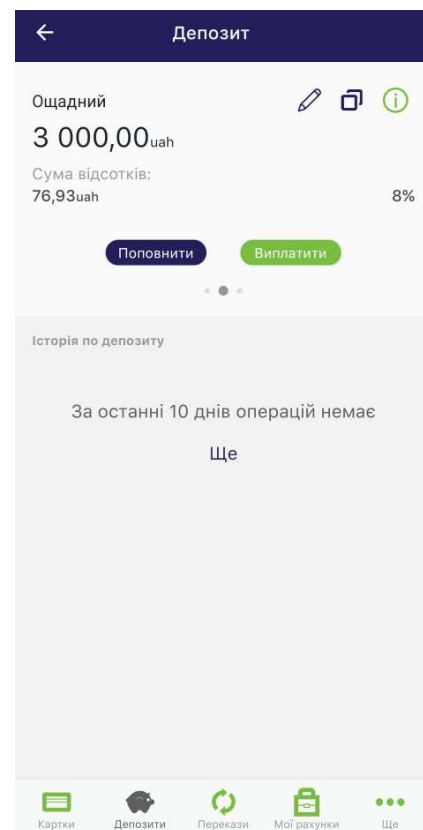 Депозит
Ощадний
3 000,00uah
Сума відсотків:
76,93uah 8%
Поповнити Виплатити
Історія по депозиту
За останні 10 днів операцій немає
Ще
Картки Депозити Перекази Мої рахунки Ще